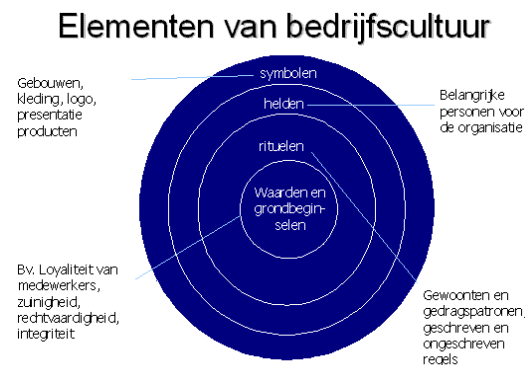 Elementen van bedrijfscultuur
symbolen
Gebouwen,
kleding, logo,
presentatie
producten
helden
Belangrijke
personen voor
de organisatie
rituelen
Waarden en
grondbegin-
selen
Bv. Loyaliteit van
medewerkers,
zuinigheid,
rechtvaardigheid,
integriteit
Gewoonten en
gedragspatronen,
geschreven en
ongeschreven
regels